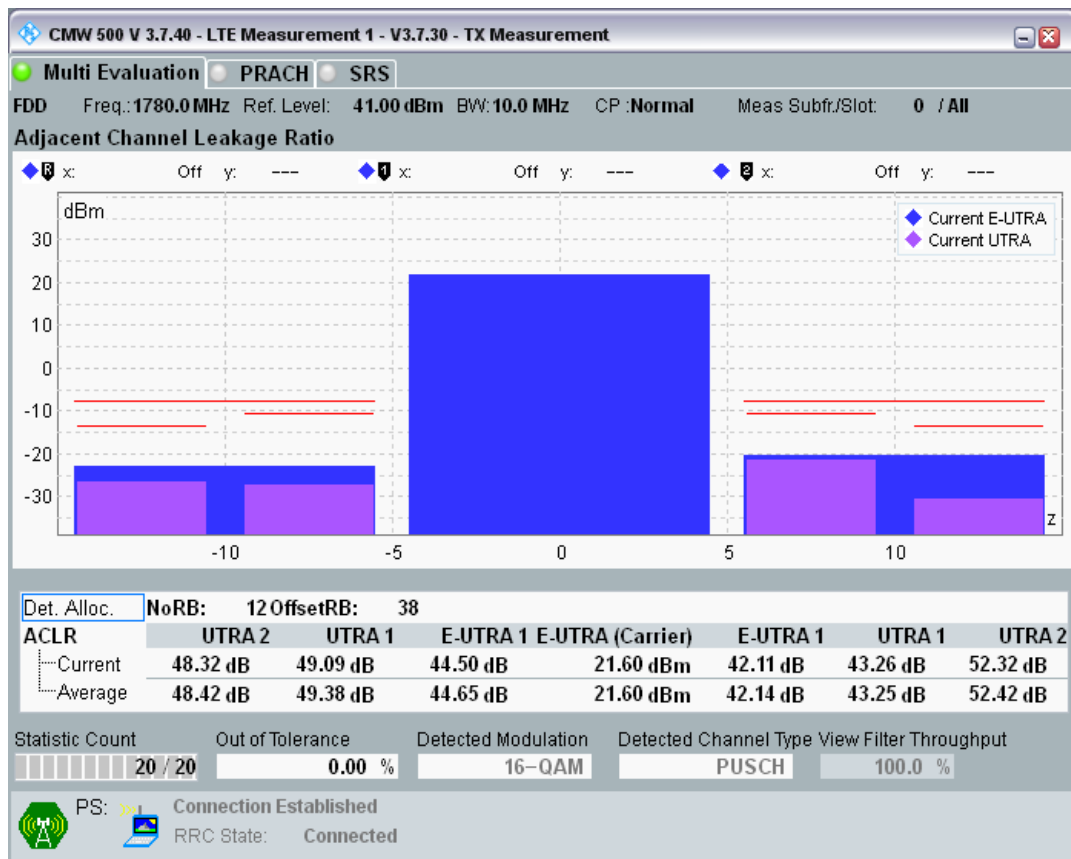 CMW 500 V 3.7.40 - LTE Measurement 1 - V3.7.30 - TX Measurement
Multi Evaluation PRACH SRS
FDD Freq.:1780.0 MHz Ref. Level: 41.00 dBm BW:10.0 MHz CP :Normal Meas Subfr./Slot: 0 / All
Adjacent Channel Leakage Ratio
R x: Off y: --- 1 x: Off y: --- 2 x: Off y: ---
dBm
Current E-UTRA
Current UTRA
30
20
10
0
-10
-20
-30
z
-10 -5 0 5 10
Det. Alloc. NoRB: 12 OffsetRB: 38
ACLR UTRA 2 UTRA 1 E-UTRA 1 E-UTRA (Carrier) E-UTRA 1 UTRA 1 UTRA 2
Current 48.32 dB 49.09 dB 44.50 dB 21.60 dBm 42.11 dB 43.26 dB 52.32 dB
Average 48.42 dB 49.38 dB 44.65 dB 21.60 dBm 42.14 dB 43.25 dB 52.42 dB
Statistic Count Out of Tolerance Detected Modulation Detected Channel Type View Filter Throughput
20 / 20 0.00 % 16-QAM PUSCH 100.0 %
PS: Connection Established
RRC State: Connected